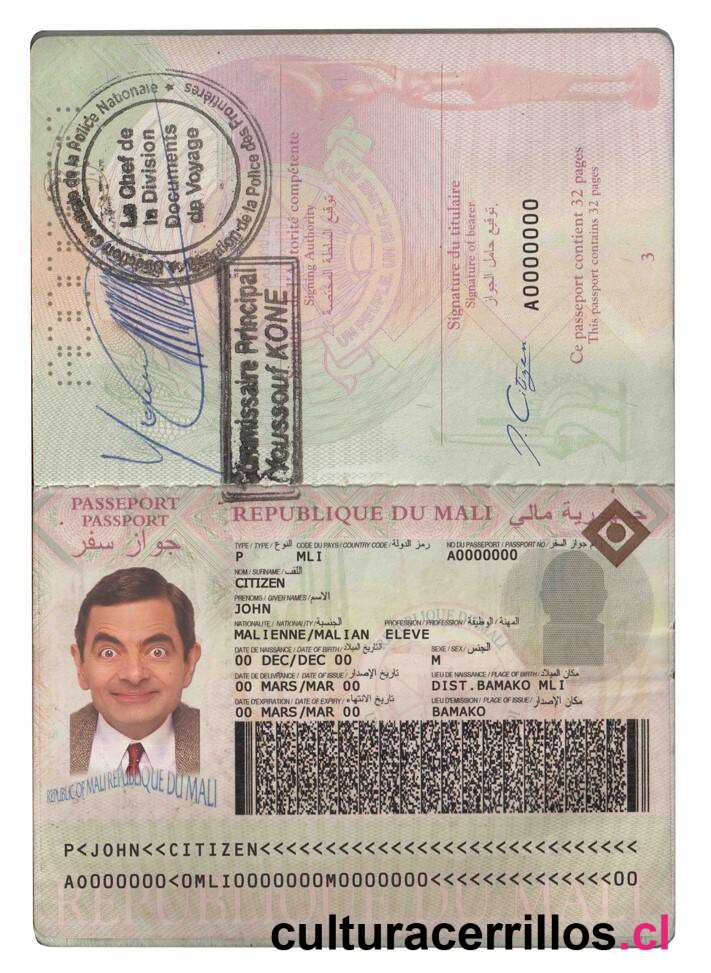 Direction Générale de la Police Nationale ★
Direction de la Police des Frontières ★
Le Chef de
la Division
Documents
de Voyage
Commissaire Principal
Youssouf KONE
Autorité compétente
Signing Authority
توقيع السلطة المختصة
UN PEUPLE UN
Signature du titulaire
Signature of bearer
توقيع حامل الجواز
J. Citizen
A0000000
Ce passeport contient 32 pages
This passport contains 32 pages
3
PASSEPORT
PASSPORT
جواز سفر
REPUBLIQUE DU MALI جمهورية مالي
TYPE / TYPE / النوع CODE DU PAYS / COUNTRY CODE / رمز الدولة NO DU PASSEPORT / PASSPORT NO / جواز السفر
P MLI A0000000
NOM / SURNAME / اللقب
CITIZEN
PRENOMS / GIVEN NAMES / الاسم
JOHN
NATIONALITE / NATIONALITY / الجنسية PROFESSION / PROFESSION / المهنة / الوظيفة
MALIENNE/MALIAN ELEVE
DATE DE NAISSANCE / DATE OF BIRTH / التاريخ الميلاد SEXE / SEX / الجنس
00 DEC/DEC 00 M
DATE DE DELIVRANCE / DATE OF ISSUE / تاريخ الإصدار LIEU DE NAISSANCE / PLACE OF BIRTH / مكان الميلاد
00 MARS/MAR 00 DIST.BAMAKO MLI
DATE D'EXPIRATION / DATE OF EXPIRY / تاريخ الانتهاء LIEU D'EMISSION / PLACE OF ISSUE / مكان الإصدار
00 MARS/MAR 00 BAMAKO
REPUBLIC OF MALI REPUBLIQUE DU MALI
P<JOHN<<CITIZEN<<<<<<<<<<<<<<<<<<<<<<<<<<<<<
A0000000<0MLI0000000M0000000<<<<<<<<<<<<<<00
REPUBLIQUE DU MALI
culturacerrillos.cl